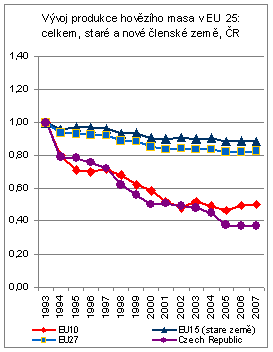 Vývoj produkce hovězího masa v EU 25:
celkem, staré a nové členské země, ČR
1,40
1,20
1,00
0,80
0,60
0,40
0,20
0,00
1993 1994 1995 1996 1997 1998 1999 2000 2001 2002 2003 2004 2005 2006 2007
EU10 EU15 (stare země)
EU27 Czech Republic